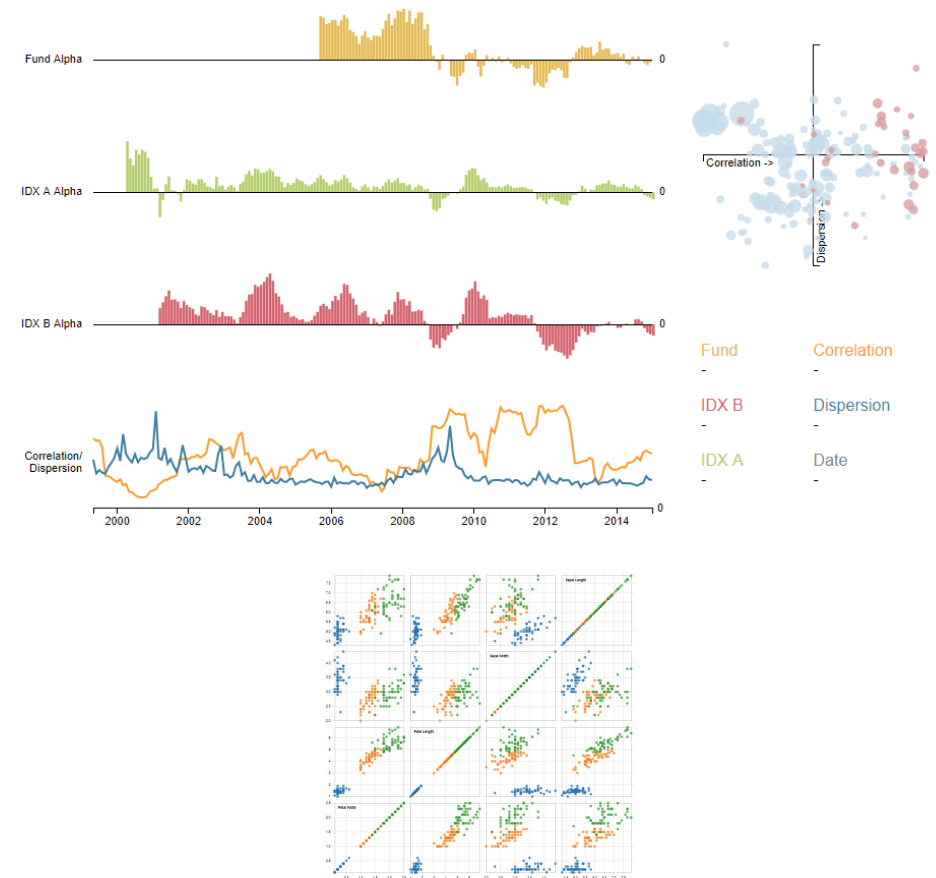 Fund Alpha
0
IDX A Alpha
0
IDX B Alpha
0
Correlation/
Dispersion
0
2000 2002 2004 2006 2008 2010 2012 2014
Correlation ->
Dispersion ->
Fund Correlation
- -
IDX B Dispersion
- -
IDX A Date
- -
Sepal Length
Sepal Width
Petal Length
Petal Width